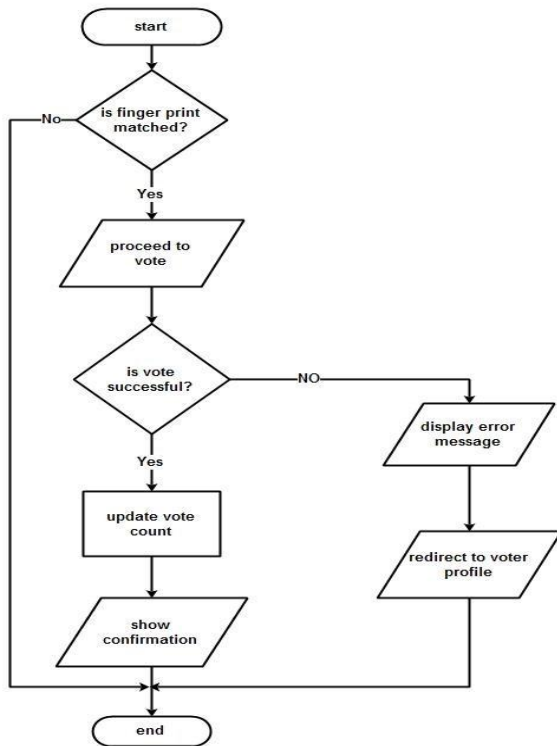 start
is finger print
matched?
No
Yes
proceed to
vote
is vote
successful?
NO
display error
message
Yes
update vote
count
redirect to voter
profile
show
confirmation
end